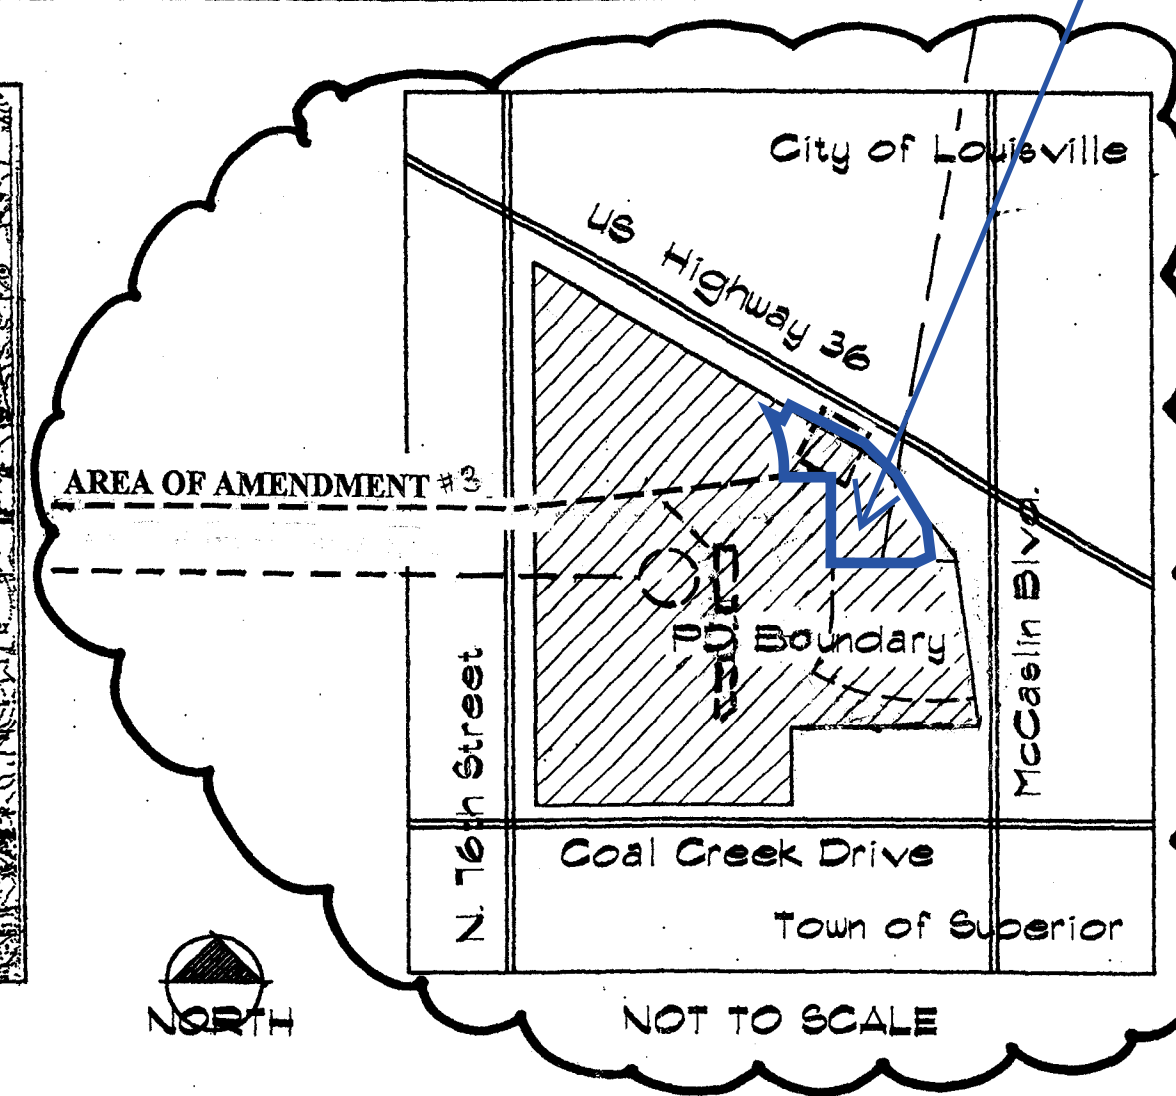 City of Louisville
US Highway 36
AREA OF AMENDMENT #3
PD Boundary
McCaslin Blvd.
N. 76th Street
Coal Creek Drive
Town of Superior
NORTH
NOT TO SCALE